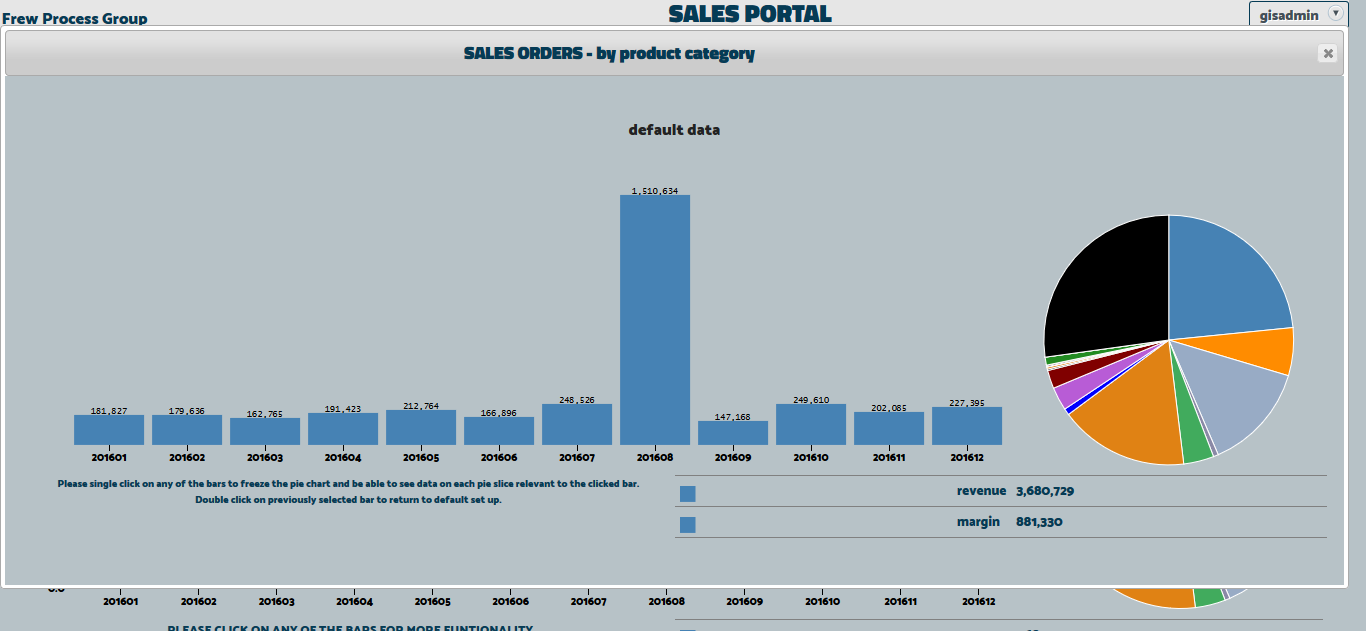 Frew Process Group
SALES PORTAL
gisadmin
SALES ORDERS - by product category
default data
1,510,634
181,827 179,636 162,765 191,423 212,764 166,896 248,526 147,168 249,610 202,085 227,395
201601 201602 201603 201604 201605 201606 201607 201608 201609 201610 201611 201612
Please single click on any of the bars to freeze the pie chart and be able to see data on each pie slice relevant to the clicked bar.
Double click on previously selected bar to return to default set up.
revenue 3,680,729
margin 881,330
201601 201602 201603 201604 201605 201606 201607 201608 201609 201610 201611 201612
PLEASE CLICK ON ANY OF THE BARS FOR MORE FUNTIONALITY